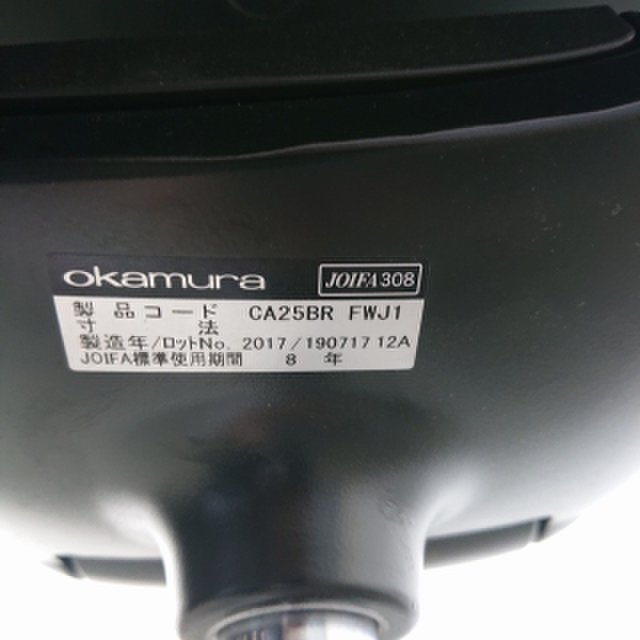 okamura JOIFA308
製品コード CA25BR FWJ1
寸法
製造年/ロットNo. 2017/190717 12A
JOIFA標準使用期間 8 年